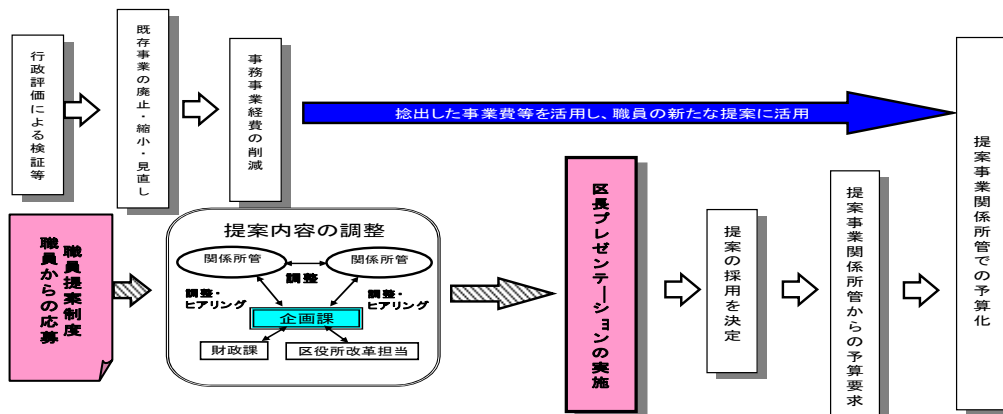 行政評価による検証等
既存事業の廃止・縮小・見直し
事務事業経費の削減
捻出した事業費等を活用し、職員の新たな提案に活用
提案事業関係所管での予算化
職員提案制度
職員からの応募
提案内容の調整
関係所管
関係所管
調整
調整・
ヒアリング
調整・
ヒアリング
企画課
財政課
区役所改革担当
区長プレゼンテーションの実施
提案の採用を決定
提案事業関係所管からの予算要求